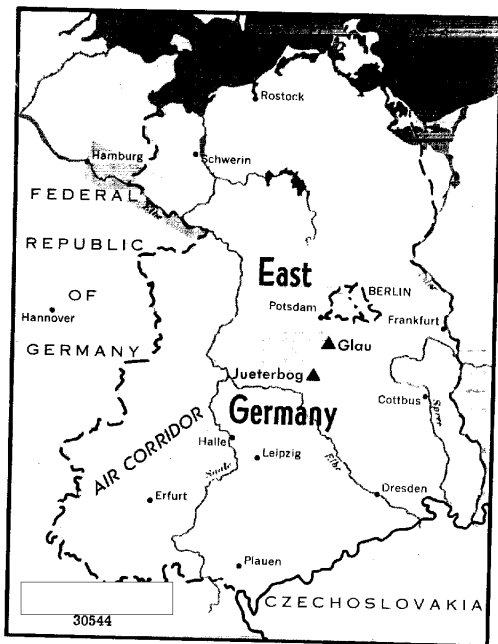 Rostock
Hamburg
Schwerin
FEDERAL
REPUBLIC
East
BERLIN
OF
Potsdam
Hannover
Frankfurt
Glau
GERMANY
Jueterbog
Cottbus
Germany
Spree
AIR CORRIDOR
Halle
Leipzig
Saale
Elbe
Dresden
Erfurt
Plauen
CZECHOSLOVAKIA
30544